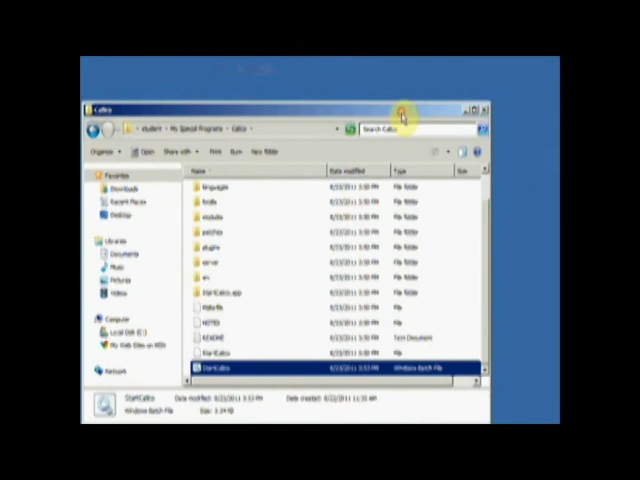 Calico
student › My Special Programs › Calico
Search Calico
Organize Open Share with Print Burn New folder
Name Date modified Type Size
Favorites
Downloads
Recent Places
Desktop
Libraries
Documents
Music
Pictures
Videos
Computer
Local Disk (C:)
My Web Sites on MSN
Network
languages 8/23/2011 3:50 PM File folder
8/23/2011 3:50 PM File folder
modules 8/23/2011 3:50 PM File folder
patches 8/23/2011 3:50 PM File folder
plugins 8/23/2011 3:50 PM File folder
server 8/23/2011 3:50 PM File folder
src 8/23/2011 3:50 PM File folder
StartCalico.app 8/23/2011 3:50 PM File folder
Makefile 8/23/2011 3:50 PM File
NOTES 8/23/2011 3:50 PM File
README 8/23/2011 3:50 PM Text Document
StartCalico 8/23/2011 3:50 PM File
StartCalico 8/23/2011 3:53 PM Windows Batch File
StartCalico Date modified: 8/23/2011 3:53 PM Date created: 8/22/2011 11:35 AM
Windows Batch File Size: 3.24 KB